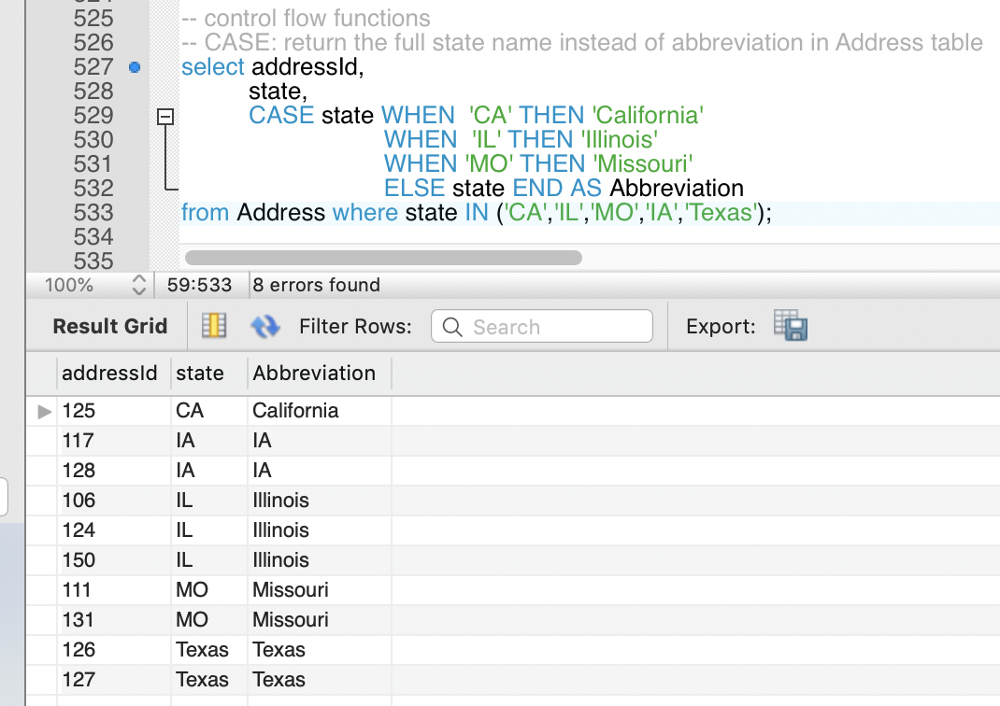 525 -- control flow functions
526 -- CASE: return the full state name instead of abbreviation in Address table
527 select addressId,
528 state,
529 CASE state WHEN 'CA' THEN 'California'
530 WHEN 'IL' THEN 'Illinois'
531 WHEN 'MO' THEN 'Missouri'
532 ELSE state END AS Abbreviation
533 from Address where state IN ('CA','IL','MO','IA','Texas');
534
535
100% 59:533 8 errors found
Result Grid Filter Rows: Search Export:
addressId state Abbreviation
125 CA California
117 IA IA
128 IA IA
106 IL Illinois
124 IL Illinois
150 IL Illinois
111 MO Missouri
131 MO Missouri
126 Texas Texas
127 Texas Texas